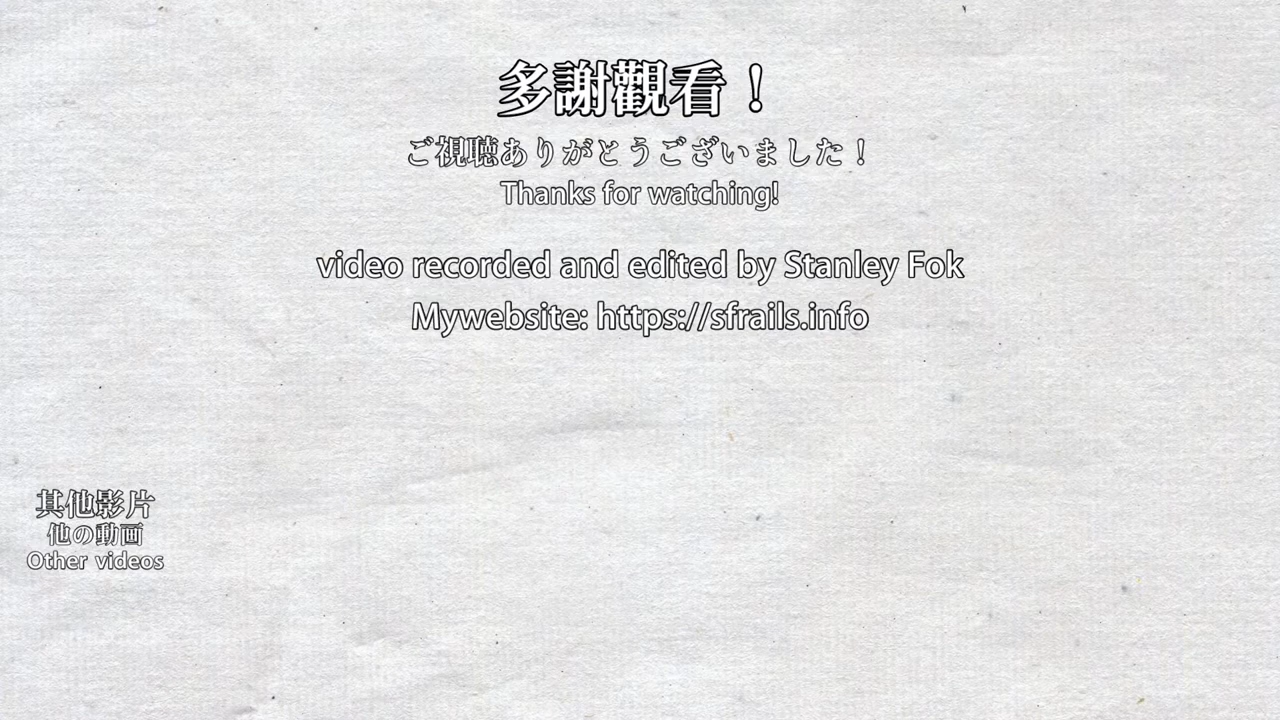 多謝觀看！
ご視聴ありがとうございました！
Thanks for watching!
video recorded and edited by Stanley Fok
Mywebsite: https://sfrails.info
其他影片
他の動画
Other videos